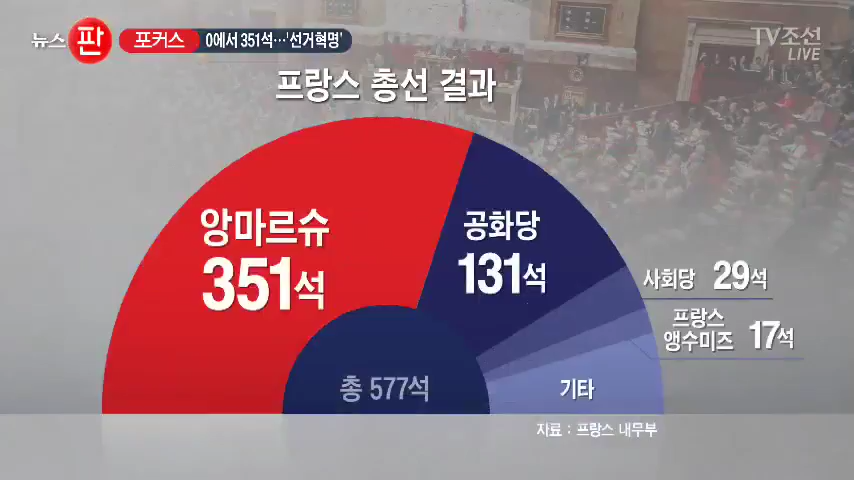 뉴스 판 포커스 0에서 351석…'선거혁명'
TV조선
LIVE
프랑스 총선 결과
앙마르슈
351석
공화당
131석
사회당 29석
프랑스
앵수미즈 17석
총 577석
기타
자료 : 프랑스 내무부